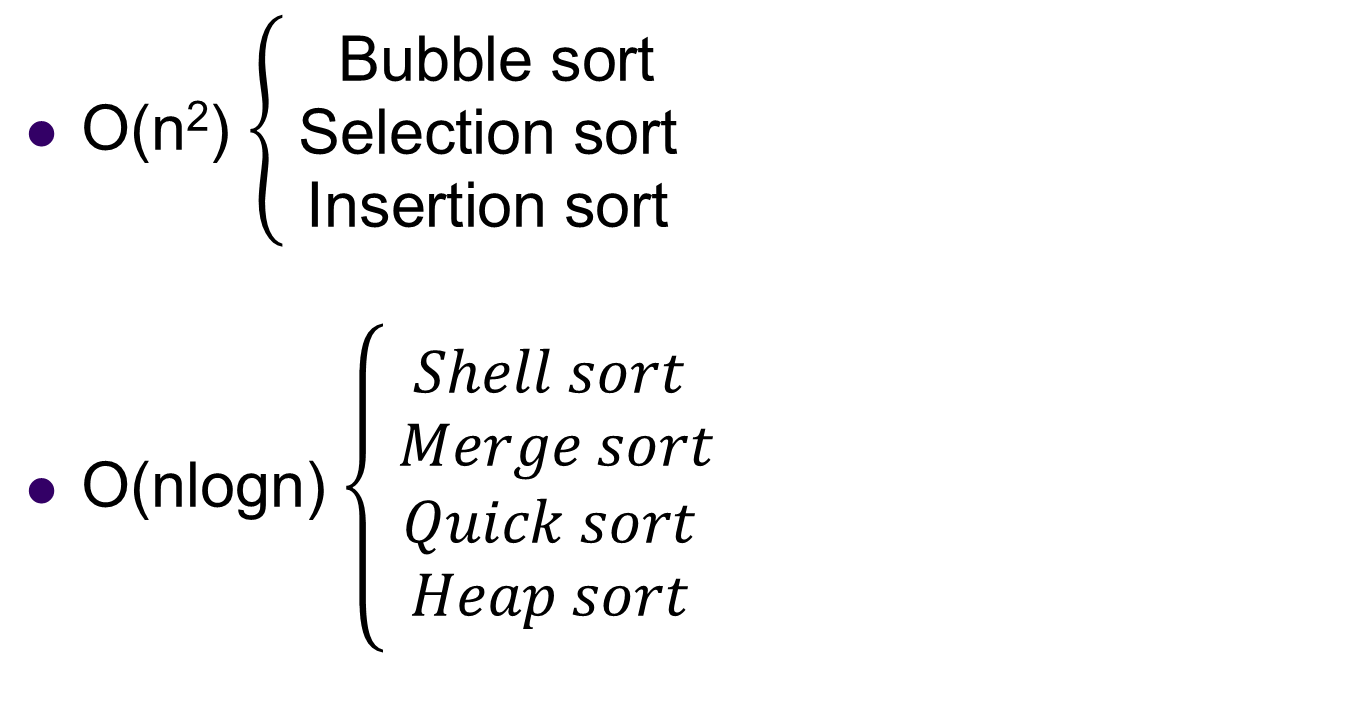 • O(n²)
Bubble sort
Selection sort
Insertion sort
• O(nlogn)
Shell sort
Merge sort
Quick sort
Heap sort